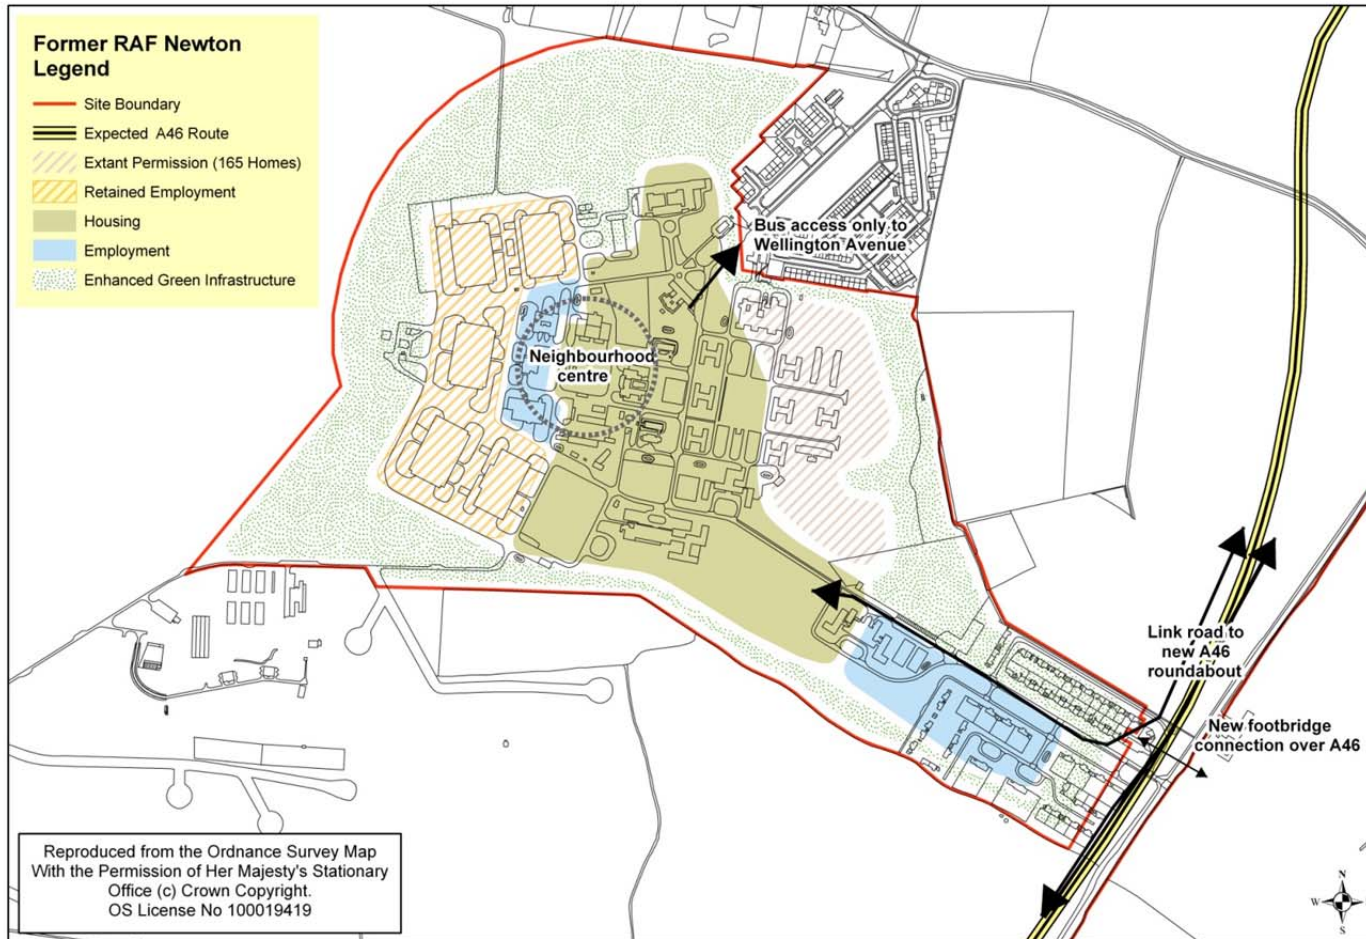 Former RAF Newton
Legend
Site Boundary
Expected A46 Route
Extant Permission (165 Homes)
Retained Employment
Housing
Employment
Enhanced Green Infrastructure
Bus access only to
Wellington Avenue
Neighbourhood
centre
Link road to
new A46
roundabout
New footbridge
connection over A46
Reproduced from the Ordnance Survey Map
With the Permission of Her Majesty's Stationary
Office (c) Crown Copyright.
OS License No 100019419
N
W
E
S